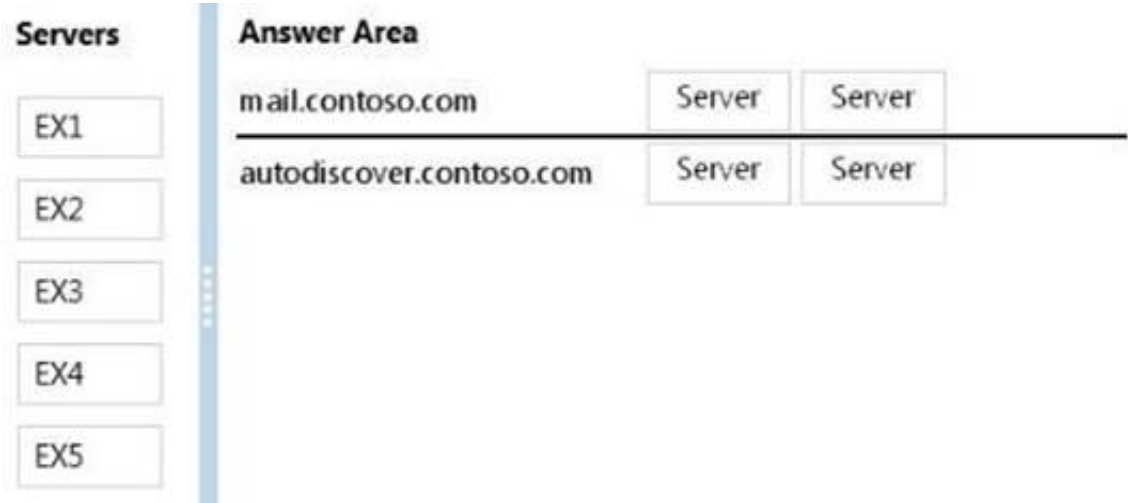 Servers
EX1
EX2
EX3
EX4
EX5
Answer Area
mail.contoso.com Server Server
autodiscover.contoso.com Server Server